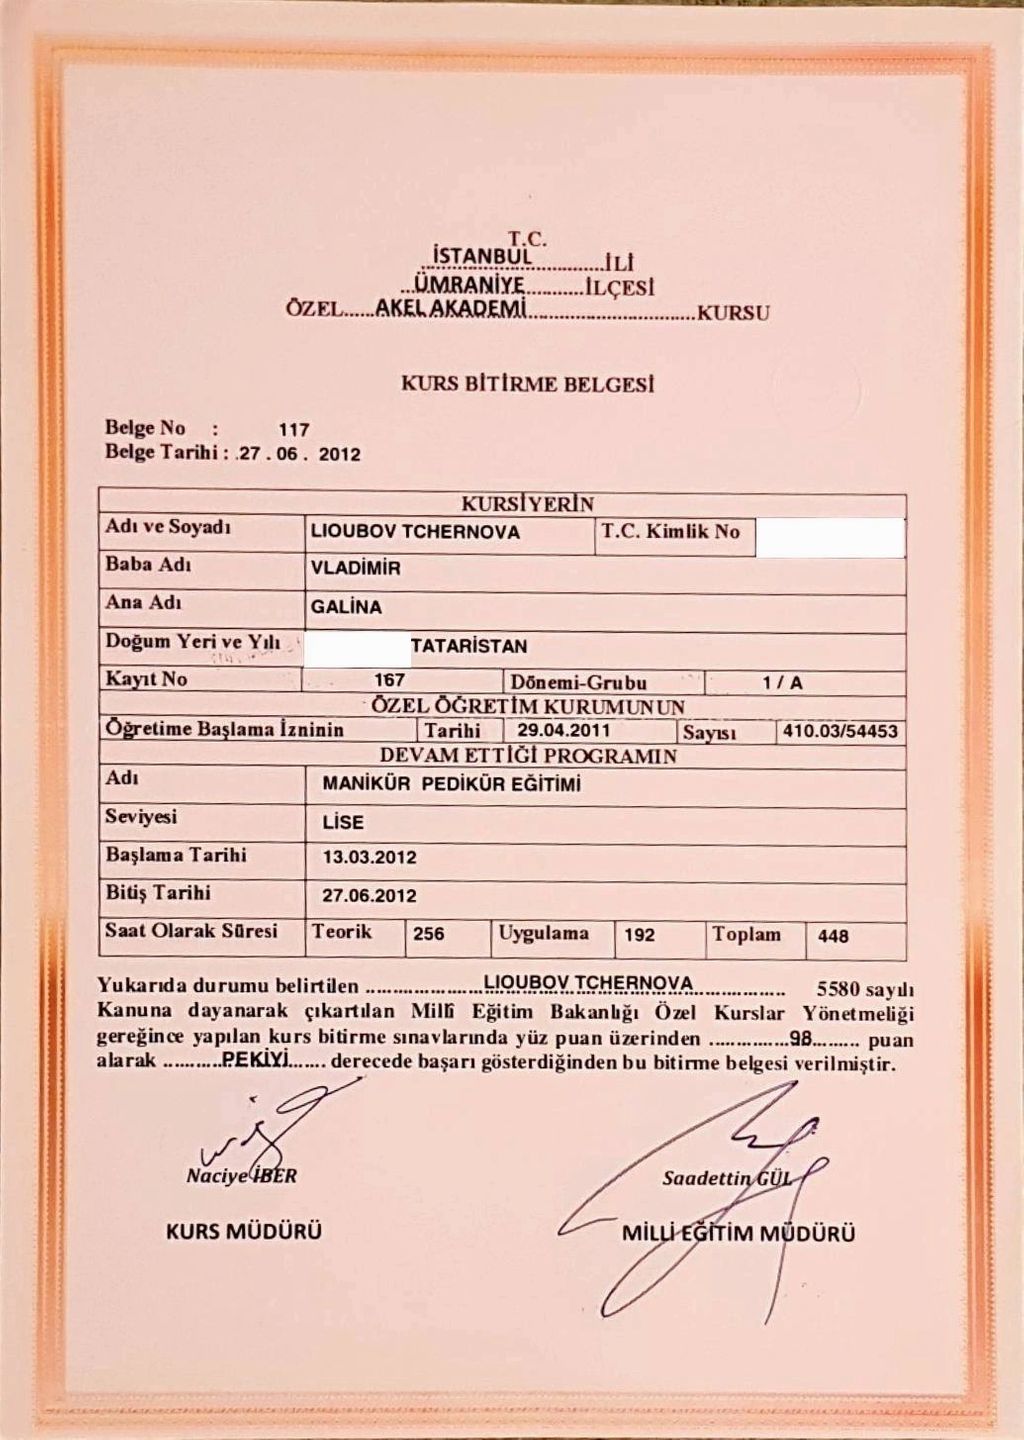 T.C.
İSTANBUL............İLİ
...ÜMRANİYE..........İLÇESİ
ÖZEL......AKEL AKADEMİ.................................KURSU
KURS BİTİRME BELGESİ
Belge No : 117
Belge Tarihi : .27 . 06 . 2012
KURSİYERİN
Adı ve Soyadı LIOUBOV TCHERNOVA T.C. Kimlik No
Baba Adı VLADİMİR
Ana Adı GALİNA
Doğum Yeri ve Yılı TATARISTAN
Kayıt No 167 Dönemi-Grubu 1 / A
ÖZEL ÖĞRETİM KURUMUNUN
Öğretime Başlama İzninin Tarihi 29.04.2011 Sayısı 410.03/54453
DEVAM ETTİĞİ PROGRAMIN
Adı MANİKÜR PEDİKÜR EĞİTİMİ
Seviyesi LİSE
Başlama Tarihi 13.03.2012
Bitiş Tarihi 27.06.2012
Saat Olarak Süresi Teorik 256 Uygulama 192 Toplam 448
Yukarıda durumu belirtilen ....................LIOUBOV TCHERNOVA................ 5580 sayılı
Kanuna dayanarak çıkartılan Millî Eğitim Bakanlığı Özel Kurslar Yönetmeliği
gereğince yapılan kurs bitirme sınavlarında yüz puan üzerinden ..............98........ puan
alarak ..........PEKİYİ....... derecede başarı gösterdiğinden bu bitirme belgesi verilmiştir.
Naciye İBER Saadettin GÜL
KURS MÜDÜRÜ MİLLİ EĞİTİM MÜDÜRÜ